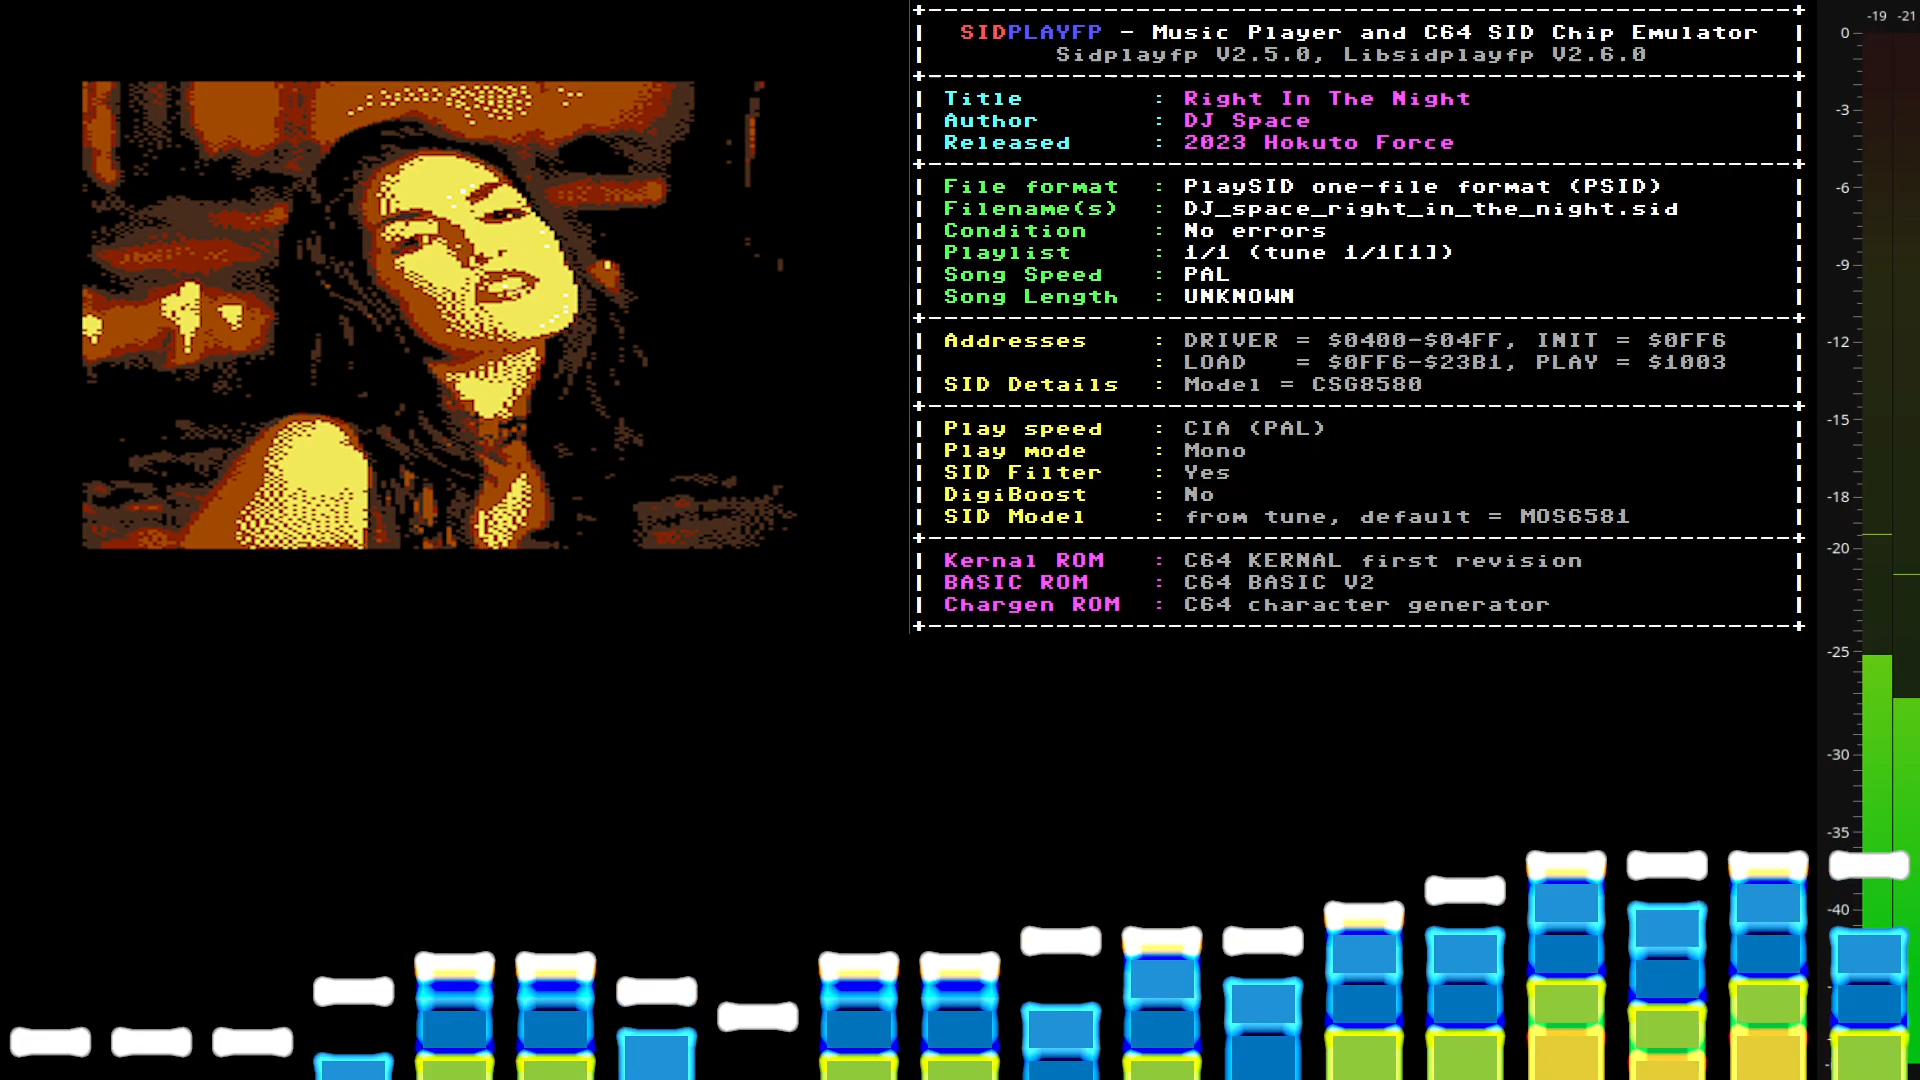 SIDPLAYFP - Music Player and C64 SID Chip Emulator
Sidplayfp V2.5.0, Libsidplayfp V2.6.0
Title : Right In The Night
Author : DJ Space
Released : 2023 Hokuto Force
File format : PlaySID one-file format (PSID)
Filename(s) : DJ_space_right_in_the_night.sid
Condition : No errors
Playlist : 1/1 (tune 1/1[1])
Song Speed : PAL
Song Length : UNKNOWN
Addresses : DRIVER = $0400-$04FF, INIT = $0FF6
: LOAD = $0FF6-$23B1, PLAY = $1003
SID Details : Model = CSG8580
Play speed : CIA (PAL)
Play mode : Mono
SID Filter : Yes
DigiBoost : No
SID Model : from tune, default = MOS6581
Kernal ROM : C64 KERNAL first revision
BASIC ROM : C64 BASIC V2
Chargen ROM : C64 character generator
-19 -21
0
-3
-6
-9
-12
-15
-18
-20
-25
-30
-35
-40